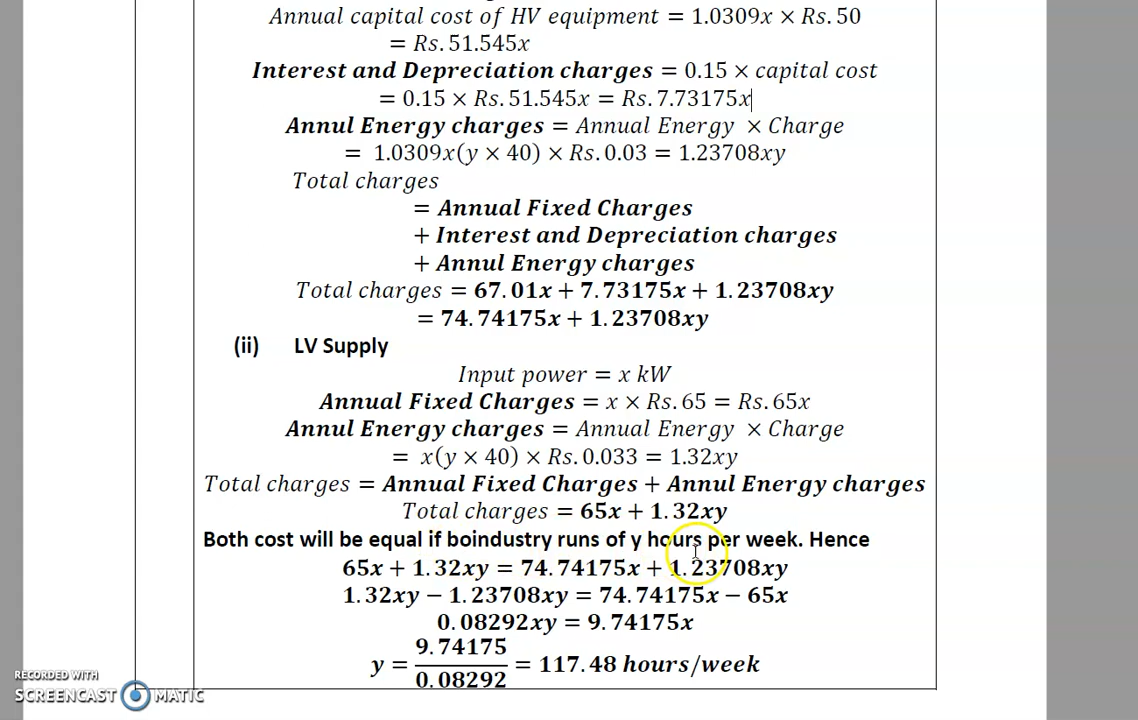 Annual capital cost of HV equipment = 1.0309x × Rs. 50
= Rs. 51.545x
Interest and Depreciation charges = 0.15 × capital cost
= 0.15 × Rs. 51.545x = Rs. 7.73175x
Annul Energy charges = Annual Energy × Charge
= 1.0309x(y × 40) × Rs. 0.03 = 1.23708xy
Total charges
= Annual Fixed Charges
+ Interest and Depreciation charges
+ Annul Energy charges
Total charges = 67.01x + 7.73175x + 1.23708xy
= 74.74175x + 1.23708xy
(ii) LV Supply
Input power = x kW
Annual Fixed Charges = x × Rs. 65 = Rs. 65x
Annul Energy charges = Annual Energy × Charge
= x(y × 40) × Rs. 0.033 = 1.32xy
Total charges = Annual Fixed Charges + Annul Energy charges
Total charges = 65x + 1.32xy
Both cost will be equal if boindustry runs of y hours per week. Hence
65x + 1.32xy = 74.74175x + 1.23708xy
1.32xy − 1.23708xy = 74.74175x − 65x
0.08292xy = 9.74175x
y = 9.74175 / 0.08292 = 117.48 hours/week
RECORDED WITH
SCREENCAST MATIC